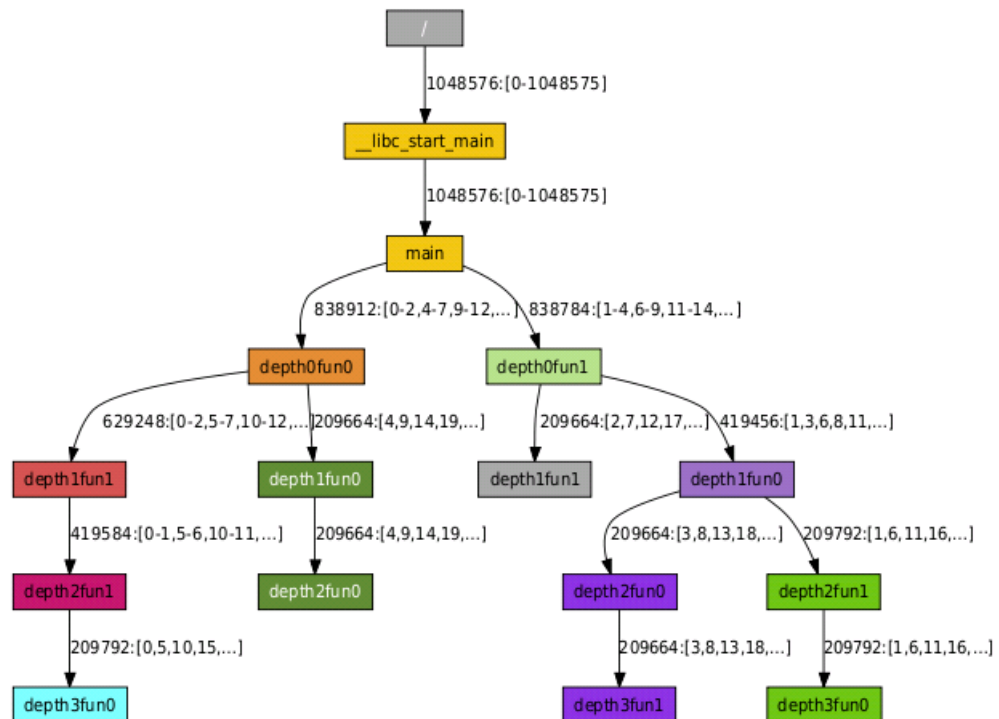 /
1048576:[0-1048575]
__libc_start_main
1048576:[0-1048575]
main
838912:[0-2,4-7,9-12,...]
838784:[1-4,6-9,11-14,...]
depth0fun0
depth0fun1
629248:[0-2,5-7,10-12,...]
209664:[4,9,14,19,...]
209664:[2,7,12,17,...]
419456:[1,3,6,8,11,...]
depth1fun1
depth1fun0
depth1fun1
depth1fun0
419584:[0-1,5-6,10-11,...]
209664:[4,9,14,19,...]
209664:[3,8,13,18,...]
209792:[1,6,11,16,...]
depth2fun1
depth2fun0
depth2fun0
depth2fun1
209792:[0,5,10,15,...]
209664:[3,8,13,18,...]
209792:[1,6,11,16,...]
depth3fun0
depth3fun1
depth3fun0